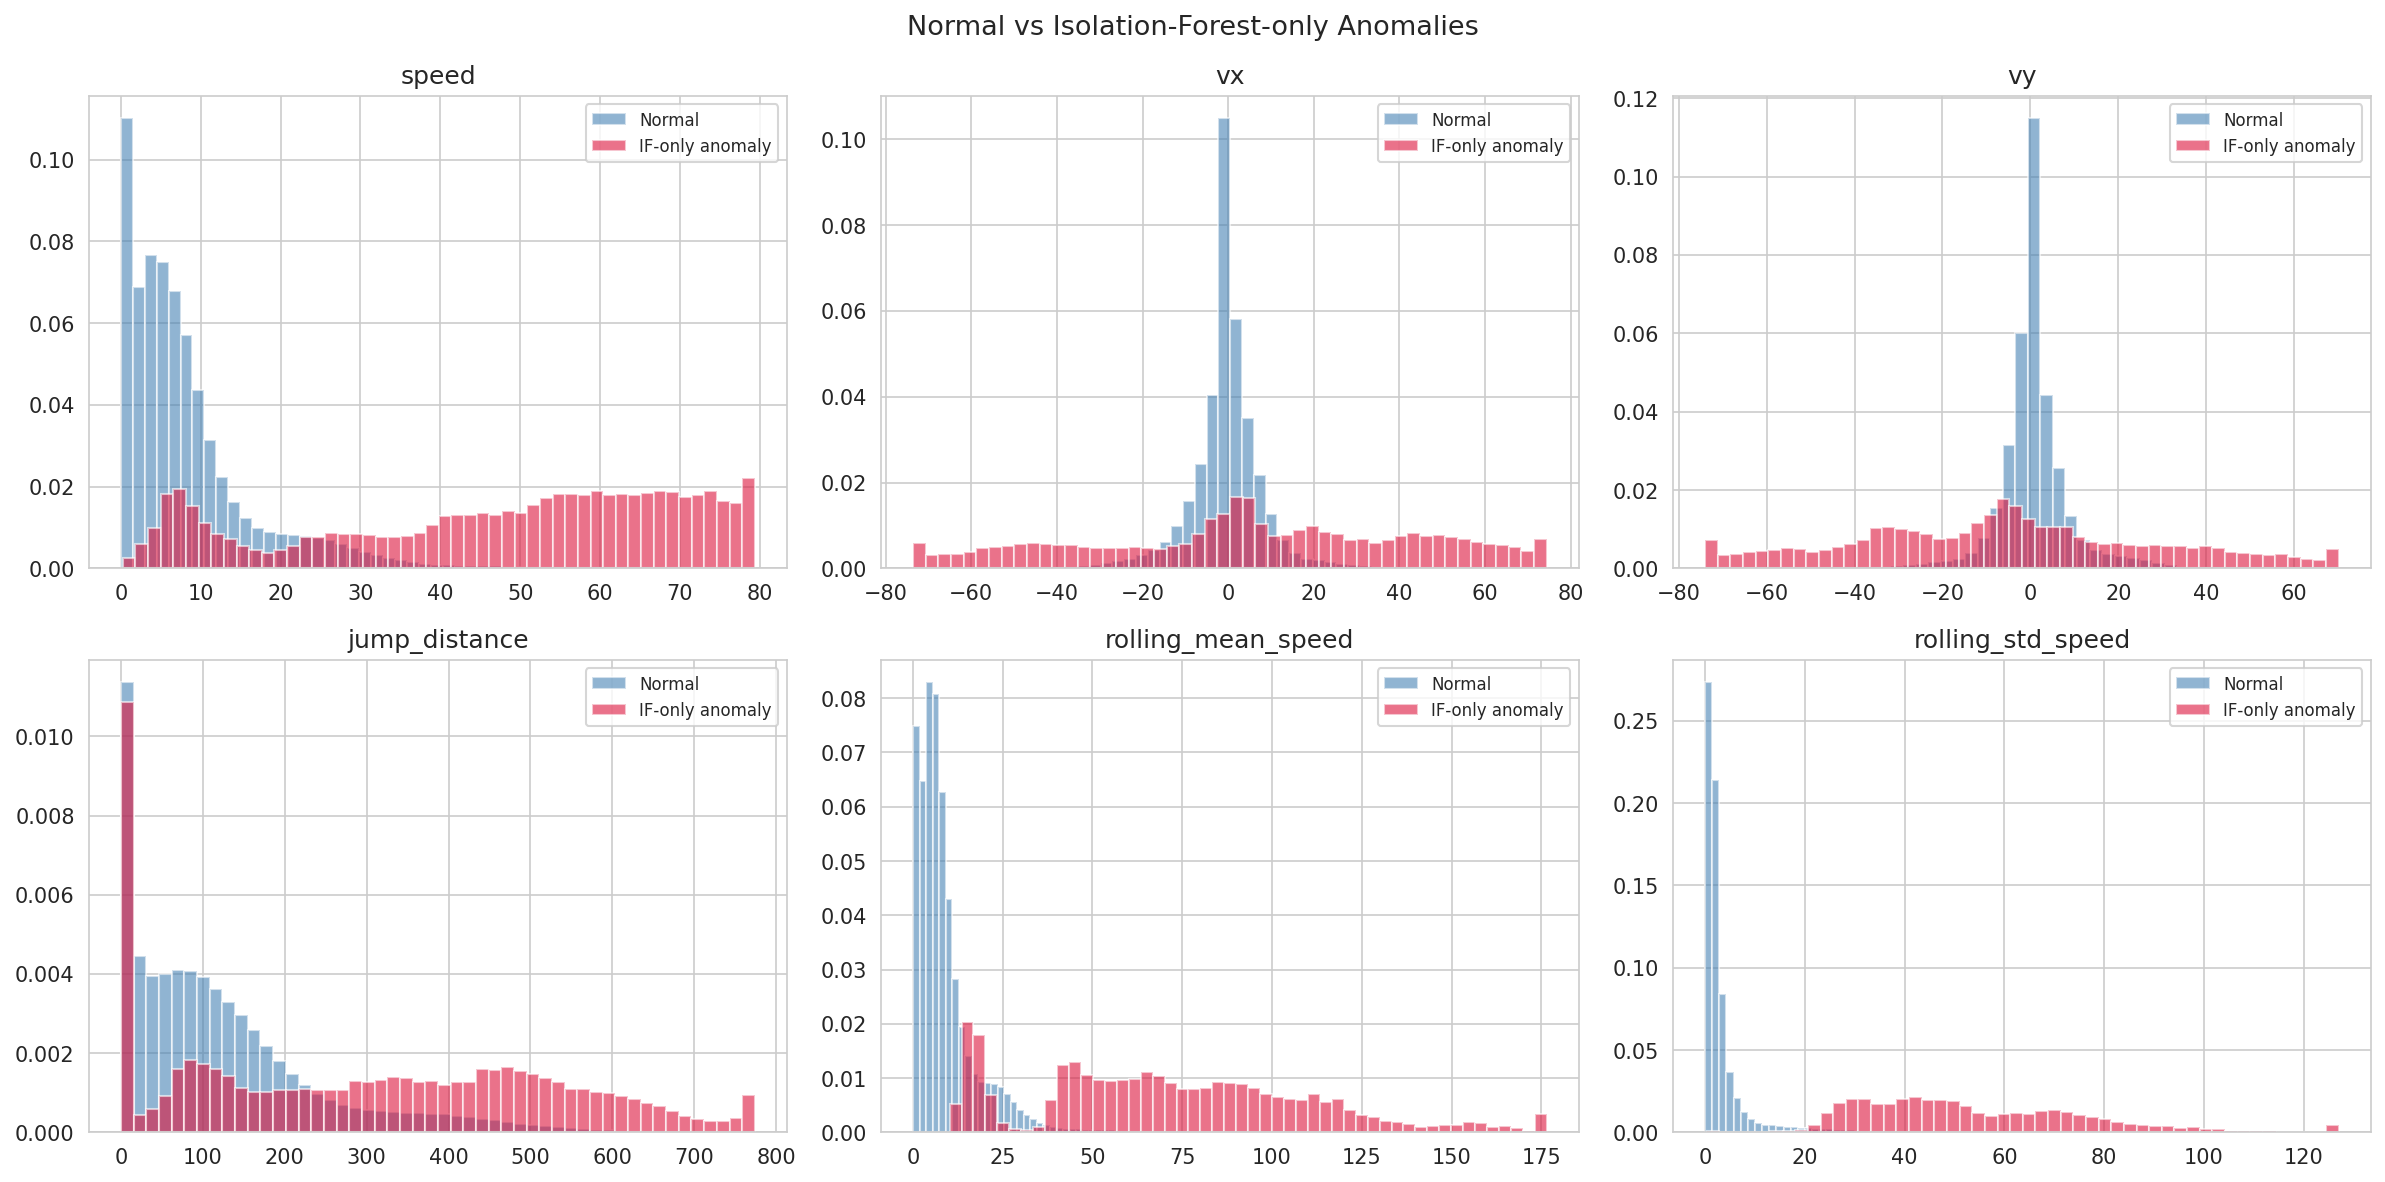 Normal vs Isolation-Forest-only Anomalies
speed
Normal
IF-only anomaly
0.10
0.08
0.06
0.04
0.02
0.00
0 10 20 30 40 50 60 70 80
vx
Normal
IF-only anomaly
0.10
0.08
0.06
0.04
0.02
0.00
−80 −60 −40 −20 0 20 40 60 80
vy
Normal
IF-only anomaly
0.12
0.10
0.08
0.06
0.04
0.02
0.00
−80 −60 −40 −20 0 20 40 60
jump_distance
Normal
IF-only anomaly
0.010
0.008
0.006
0.004
0.002
0.000
0 100 200 300 400 500 600 700 800
rolling_mean_speed
Normal
IF-only anomaly
0.08
0.07
0.06
0.05
0.04
0.03
0.02
0.01
0.00
0 25 50 75 100 125 150 175
rolling_std_speed
Normal
IF-only anomaly
0.25
0.20
0.15
0.10
0.05
0.00
0 20 40 60 80 100 120